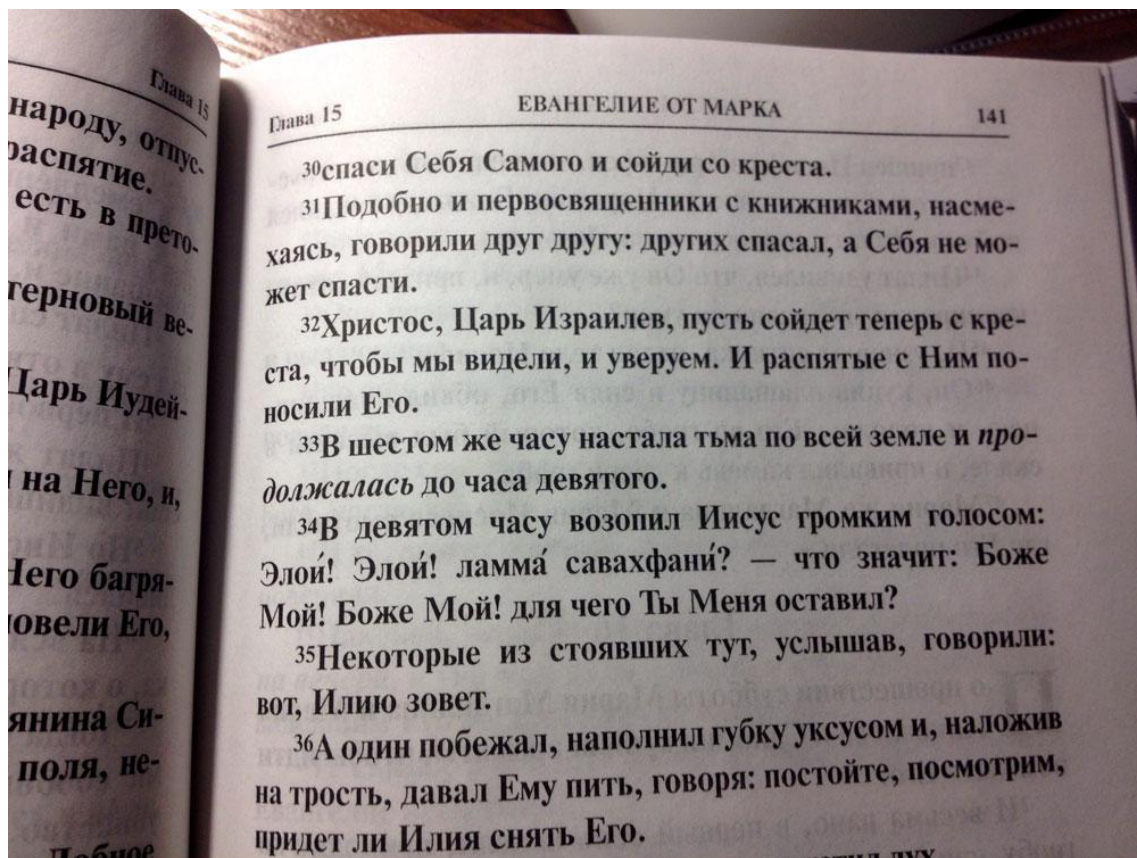 Глава 15
народу, отпус-
распятие.
есть в прето-
терновый ве-
Царь Иудей-
на Него, и,
Него багря-
Его,
Си-
поля, не-
Добное
Глава 15 ЕВАНГЕЛИЕ ОТ МАРКА 141
30спаси Себя Самого и сойди со креста.
31Подобно и первосвященники с книжниками, насме-
хаясь, говорили друг другу: других спасал, а Себя не мо-
жет спасти.
32Христос, Царь Израилев, пусть сойдет теперь с кре-
ста, чтобы мы видели, и уверуем. И распятые с Ним по-
носили Его.
33В шестом же часу настала тьма по всей земле и про-
должалась до часа девятого.
34В девятом часу возопил Иисус громким голосом:
Элои́! Элои́! ламма́ савахфани́? — что значит: Боже
Мой! Боже Мой! для чего Ты Меня оставил?
35Некоторые из стоявших тут, услышав, говорили:
вот, Илию зовет.
36А один побежал, наполнил губку уксусом и, наложив
на трость, давал Ему пить, говоря: постойте, посмотрим,
придет ли Илия снять Его.
дух.